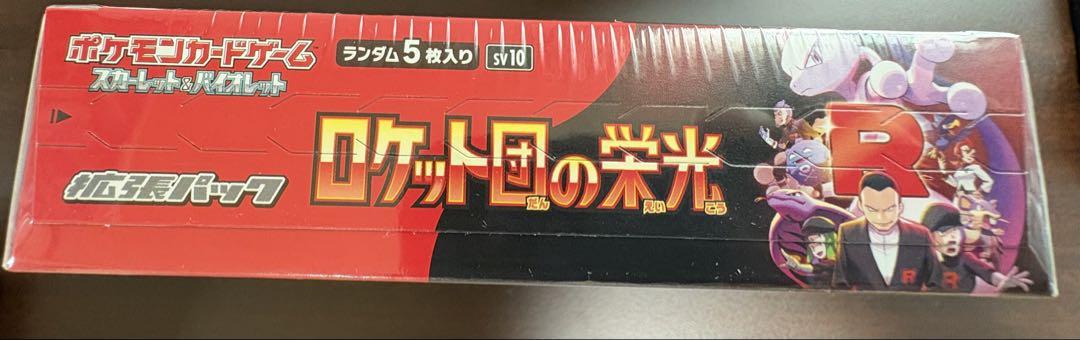 ポケモンカードゲーム™
スカーレット&バイオレット
ランダム5枚入り
SV10
拡張パック
ロケット団の栄光
だん えい こう
R
R R